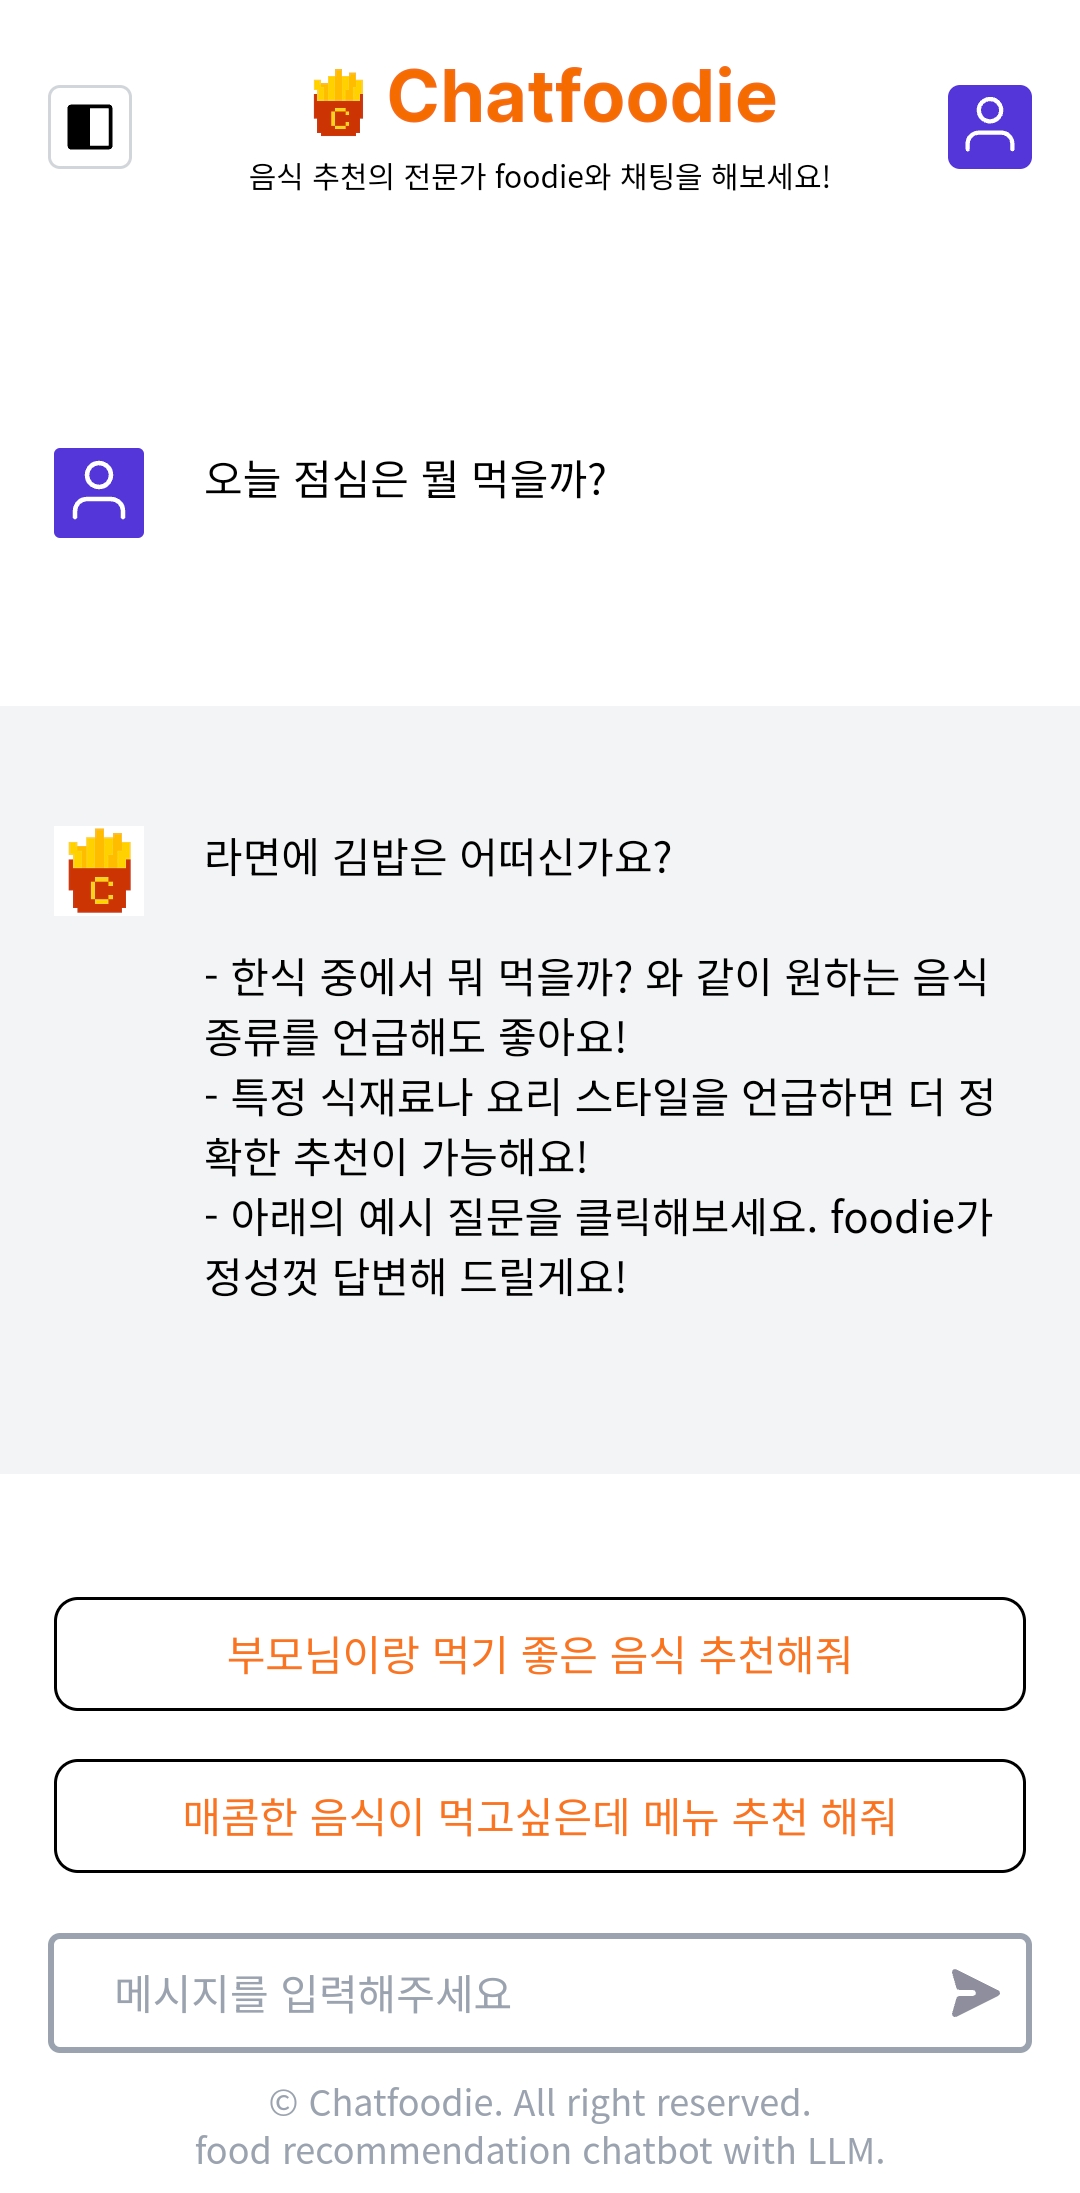 Chatfoodie
음식 추천의 전문가 foodie와 채팅을 해보세요!
오늘 점심은 뭘 먹을까?
C
라면에 김밥은 어떠신가요?
- 한식 중에서 뭐 먹을까? 와 같이 원하는 음식
종류를 언급해도 좋아요!
- 특정 식재료나 요리 스타일을 언급하면 더 정
확한 추천이 가능해요!
- 아래의 예시 질문을 클릭해보세요. foodie가
정성껏 답변해 드릴게요!
부모님이랑 먹기 좋은 음식 추천해줘
매콤한 음식이 먹고싶은데 메뉴 추천 해줘
메시지를 입력해주세요
© Chatfoodie. All right reserved.
food recommendation chatbot with LLM.